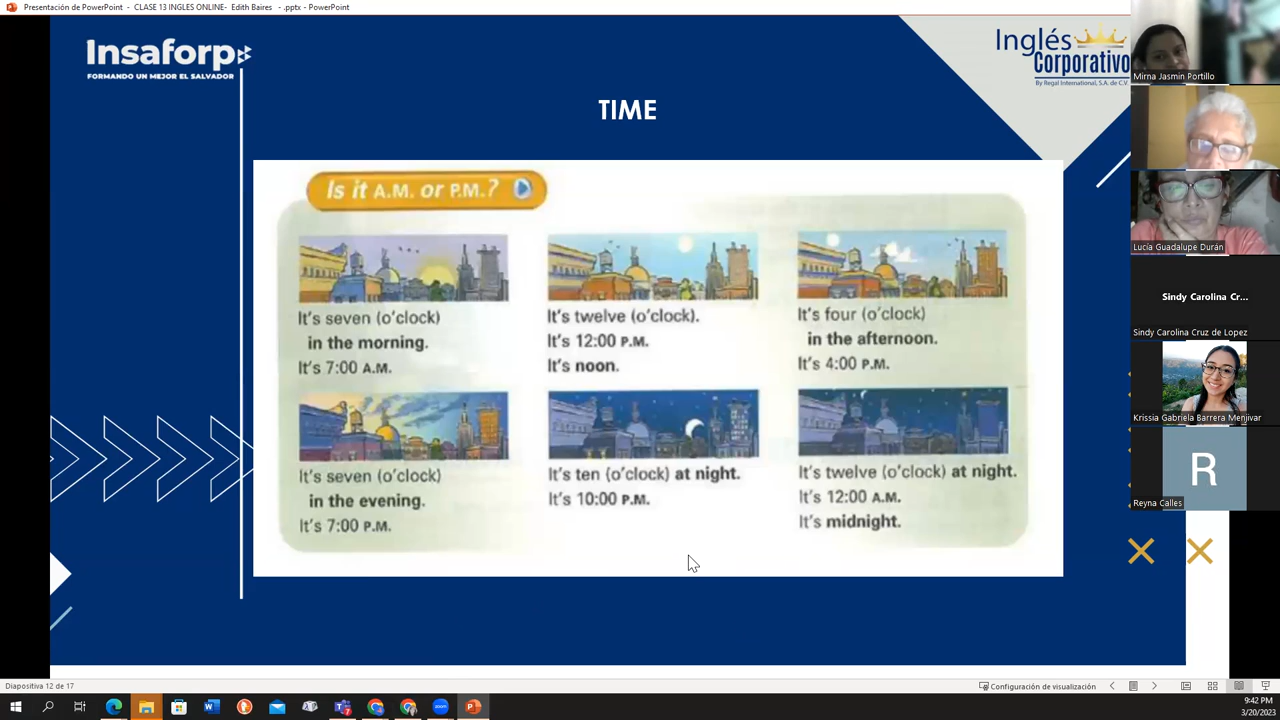 Presentación de PowerPoint - CLASE 13 INGLES ONLINE- Edith Baires - .pptx - PowerPoint
Insaforp
FORMANDO UN MEJOR EL SALVADOR
Inglés
Corporativo
By Regal International, S.A. de C.V.
TIME
Is it A.M. or P.M.?
It's seven (o'clock)
in the morning.
It's 7:00 A.M.
It's twelve (o'clock).
It's 12:00 P.M.
It's noon.
It's four (o'clock)
in the afternoon.
It's 4:00 P.M.
It's seven (o'clock)
in the evening.
It's 7:00 P.M.
It's ten (o'clock) at night.
It's 10:00 P.M.
It's twelve (o'clock) at night.
It's 12:00 A.M.
It's midnight.
Mirna Jasmin Portillo
Lucía Guadalupe Durán
Sindy Carolina Cr...
Sindy Carolina Cruz de Lopez
Krissia Gabriela Barrera Menjivar
R
Reyna Calles
Diapositiva 12 de 17
Configuración de visualización
9:42 PM
3/20/2023